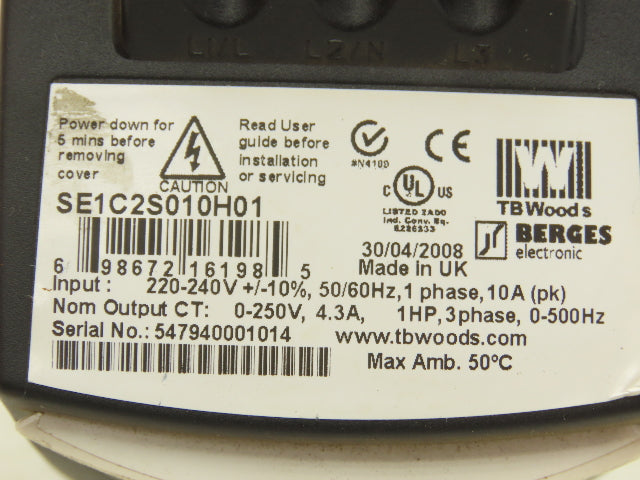 L1/L L2/N L3
Power down for
5 mins before
removing
cover
CAUTION
Read User
guide before
installation
or servicing
N4100
CE
C UL US
LISTED 2ADO
Ind. Conv. Eq.
E226333
TB Woods
BERGES
electronic
SE1C2S010H01
30/04/2008
Made in UK
6 98672 16198 5
Input : 220-240V +/-10%, 50/60Hz, 1 phase, 10A (pk)
Nom Output CT: 0-250V, 4.3A, 1HP, 3phase, 0-500Hz
Serial No.: 547940001014 www.tbwoods.com
Max Amb. 50°C